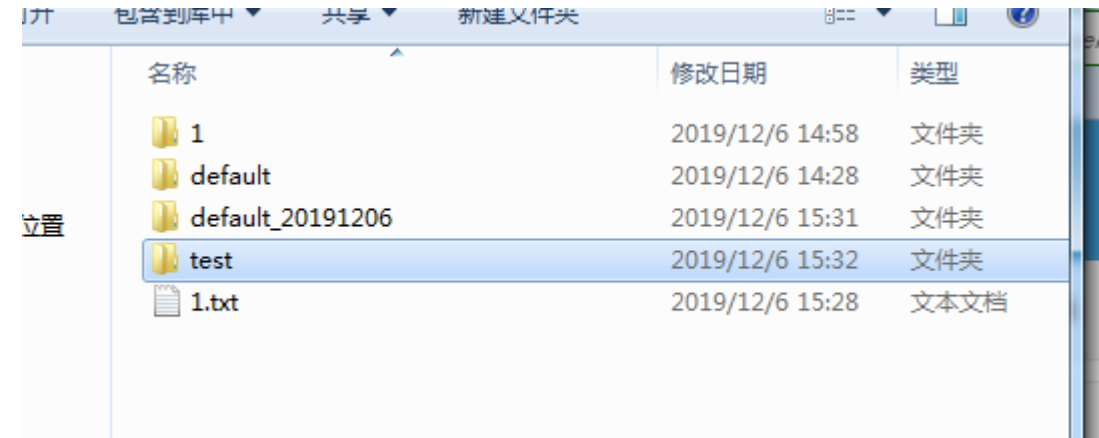 打开 包含到库中 共享 新建文件夹
名称 修改日期 类型
1 2019/12/6 14:58 文件夹
default 2019/12/6 14:28 文件夹
default_20191206 2019/12/6 15:31 文件夹
位置
test 2019/12/6 15:32 文件夹
1.txt 2019/12/6 15:28 文本文档